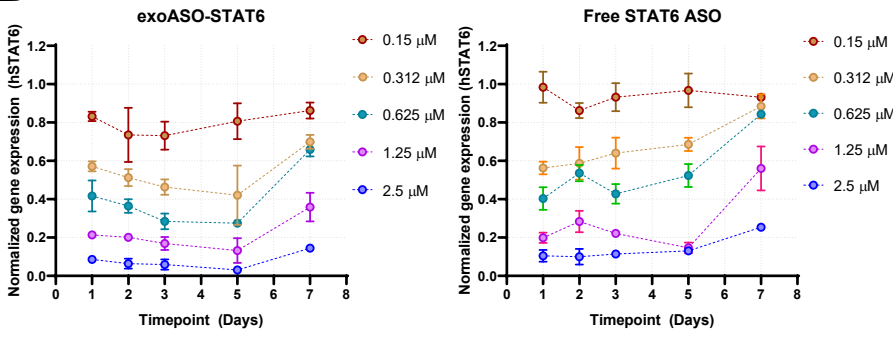 exoASO-STAT6
Normalized gene expression (hSTAT6)
1.2
1.0
0.8
0.6
0.4
0.2
0.0
0 1 2 3 4 5 6 7 8
Timepoint (Days)
0.15 μM
0.312 μM
0.625 μM
1.25 μM
2.5 μM
Free STAT6 ASO
Normalized gene expression (hSTAT6)
1.2
1.0
0.8
0.6
0.4
0.2
0.0
0 1 2 3 4 5 6 7 8
Timepoint (Days)
0.15 μM
0.312 μM
0.625 μM
1.25 μM
2.5 μM